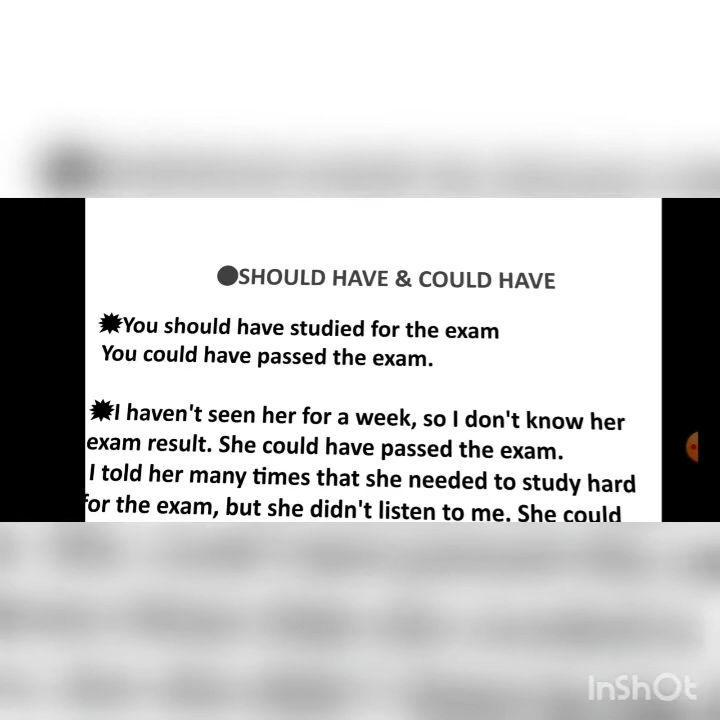 SHOULD HAVE & COULD HAVE
You should have studied for the exam
You could have passed the exam.
I haven't seen her for a week, so I don't know her
exam result. She could have passed the exam.
I told her many times that she needed to study hard
for the exam, but she didn't listen to me. She could
InShOt